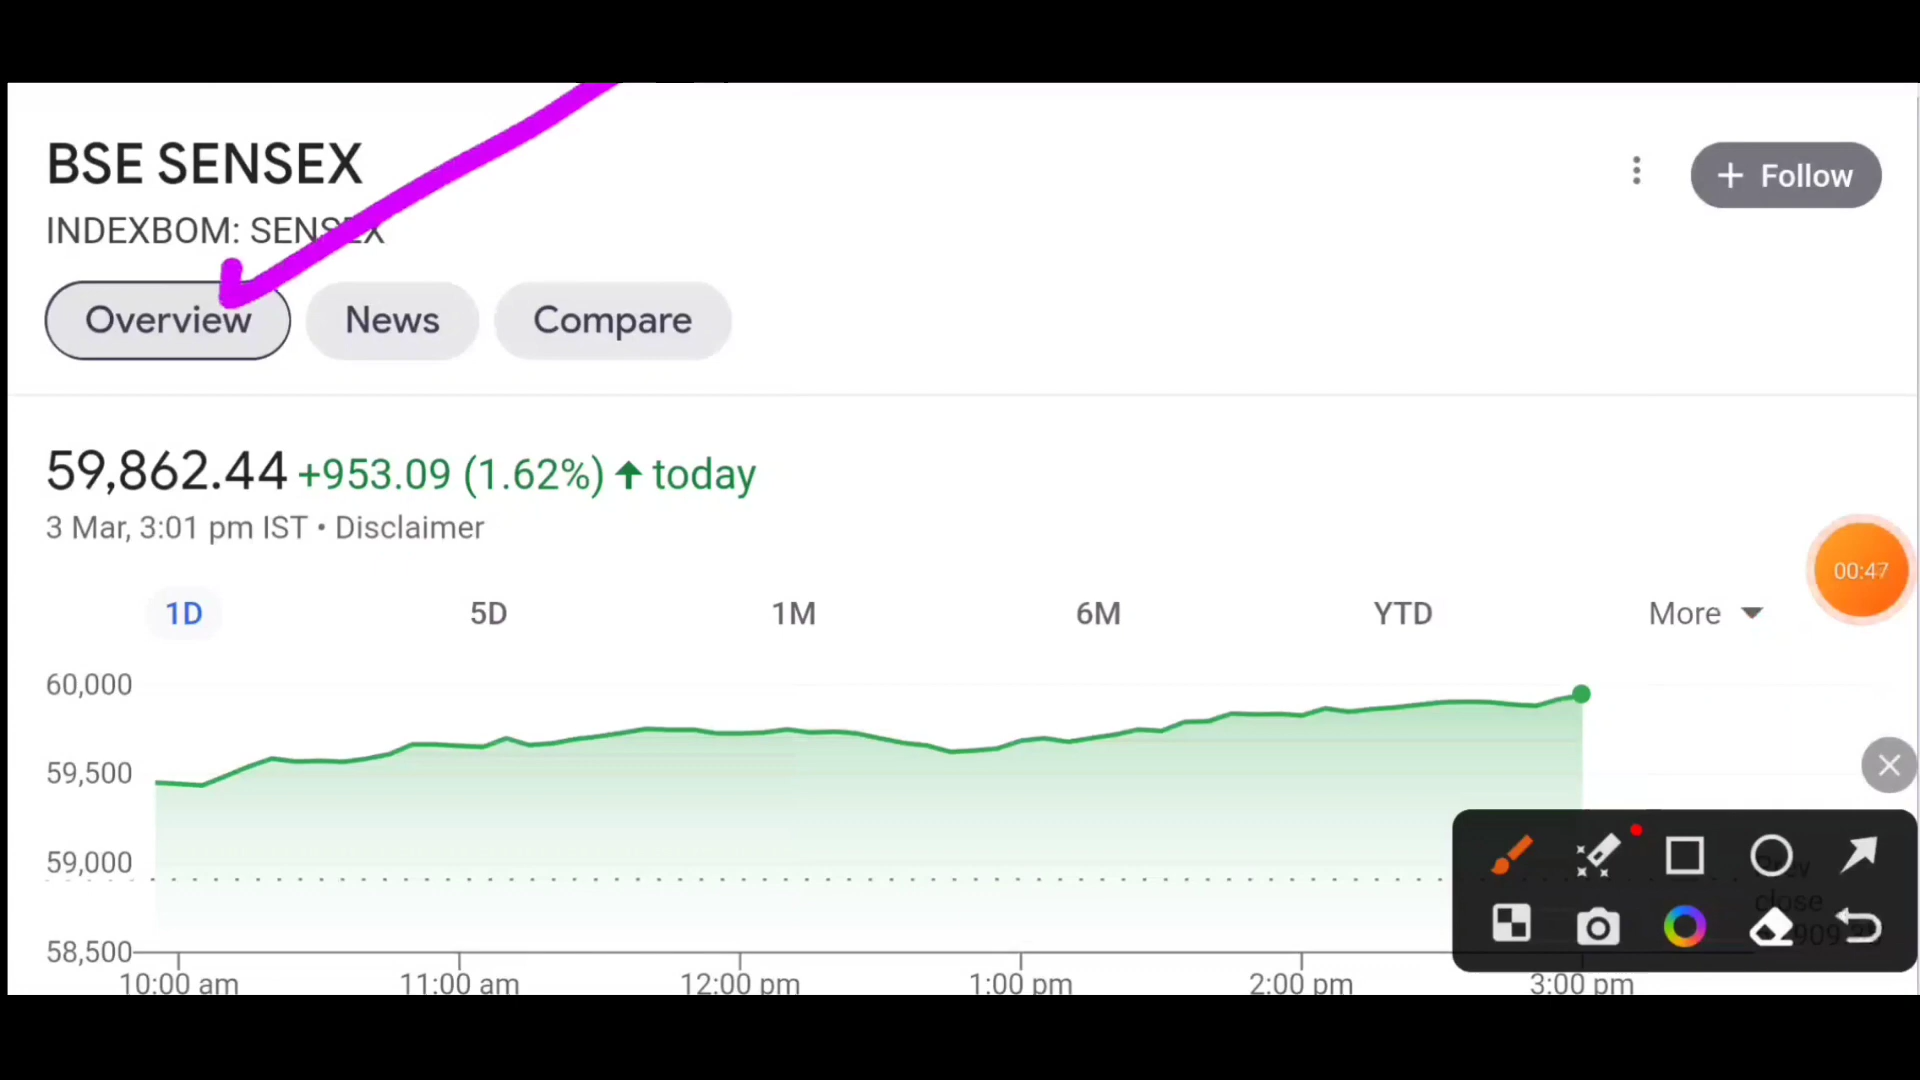 BSE SENSEX
+ Follow
INDEXBOM: SENSEX
Overview News Compare
59,862.44 +953.09 (1.62%) ↑ today
3 Mar, 3:01 pm IST • Disclaimer
00:47
1D 5D 1M 6M YTD More
60,000
59,500
59,000
close
58,500
10:00 am 11:00 am 12:00 pm 1:00 pm 2:00 pm 3:00 pm